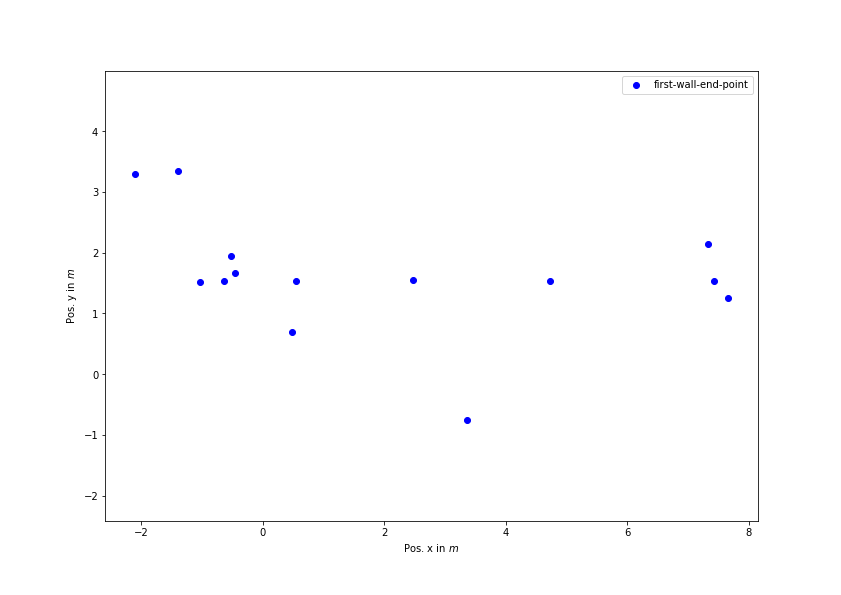 first-wall-end-point
4
3
2
1
0
−1
−2
Pos. y in m
−2 0 2 4 6 8
Pos. x in m